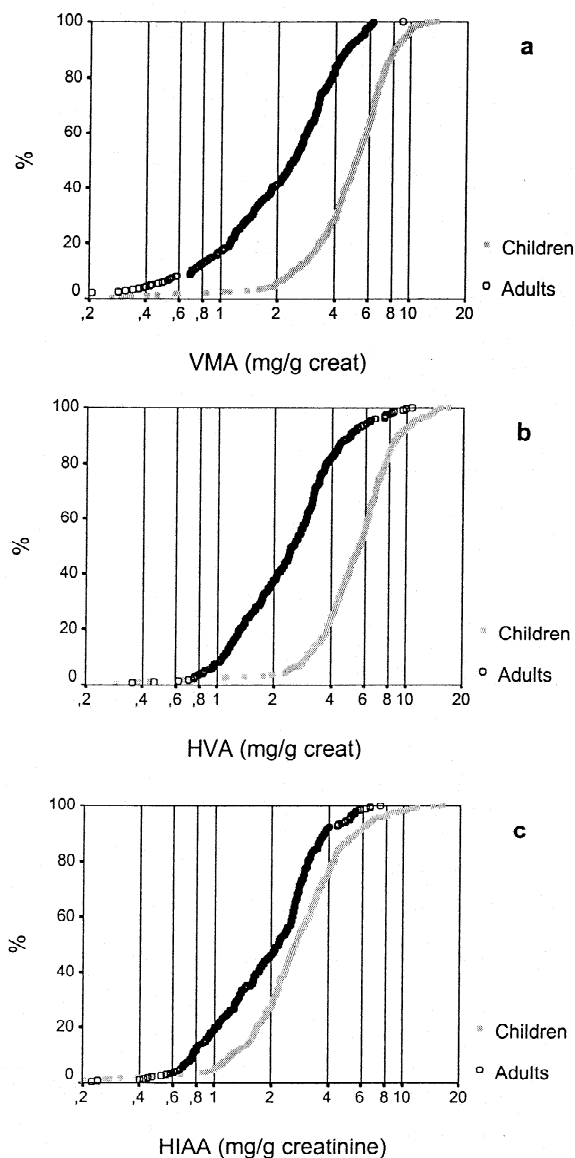 100
a
80
60
%
40
20
Children
0
Adults
,2 ,4 ,6 ,8 1 2 4 6 8 10 20
VMA (mg/g creat)
100
b
80
60
%
40
20
Children
0
Adults
,2 ,4 ,6 ,8 1 2 4 6 8 10 20
HVA (mg/g creat)
100
c
80
60
%
40
20
Children
0
Adults
,2 ,4 ,6 ,8 1 2 4 6 8 10 20
HIAA (mg/g creatinine)